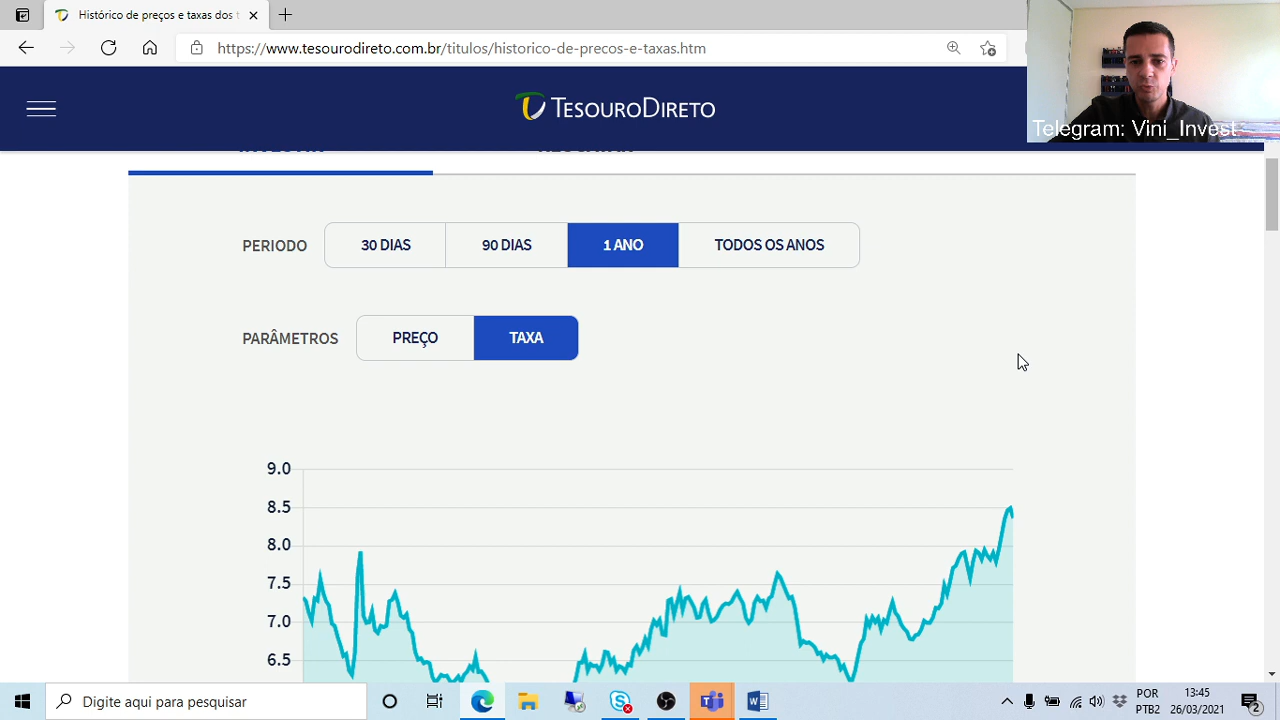 Histórico de preços e taxas dos t
https://www.tesourodireto.com.br/titulos/historico-de-precos-e-taxas.htm
TESOURODIRETO
Telegram: Vini_Invest
PERIODO
30 DIAS
90 DIAS
1 ANO
TODOS OS ANOS
PARÂMETROS
PREÇO
TAXA
9.0
8.5
8.0
7.5
7.0
6.5
Digite aqui para pesquisar
POR
PTB2
13:45
26/03/2021
2